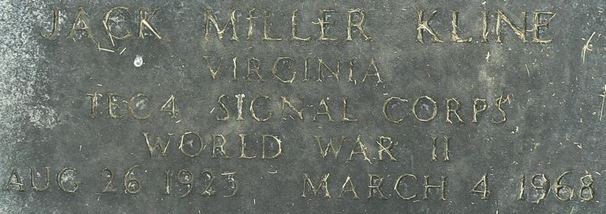 JACK MILLER KLINE
VIRGINIA
TEC4 SIGNAL CORPS
WORLD WAR II
AUG 26 1923 MARCH 4 1968